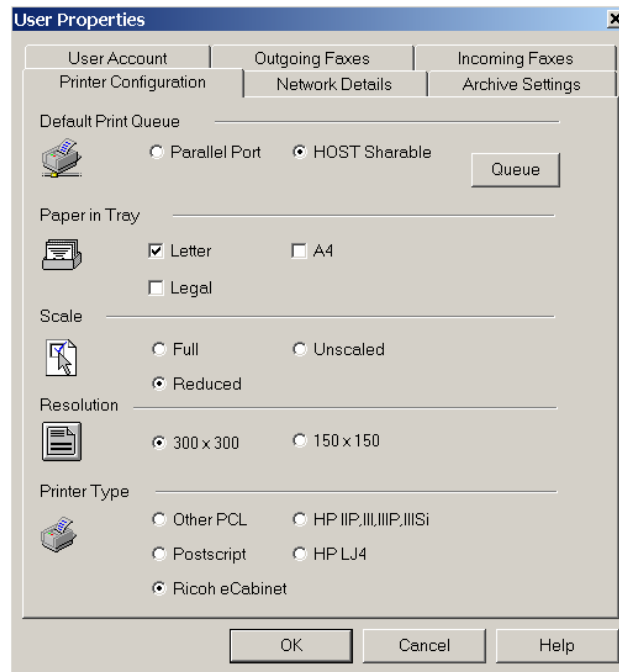 User Properties
User Account Outgoing Faxes Incoming Faxes
Printer Configuration Network Details Archive Settings
Default Print Queue
Parallel Port HOST Sharable
Queue
Paper in Tray
Letter A4
Legal
Scale
Full Unscaled
Reduced
Resolution
300 x 300 150 x 150
Printer Type
Other PCL HP IIP,III,IIIP,IIISi
Postscript HP LJ4
Ricoh eCabinet
OK Cancel Help